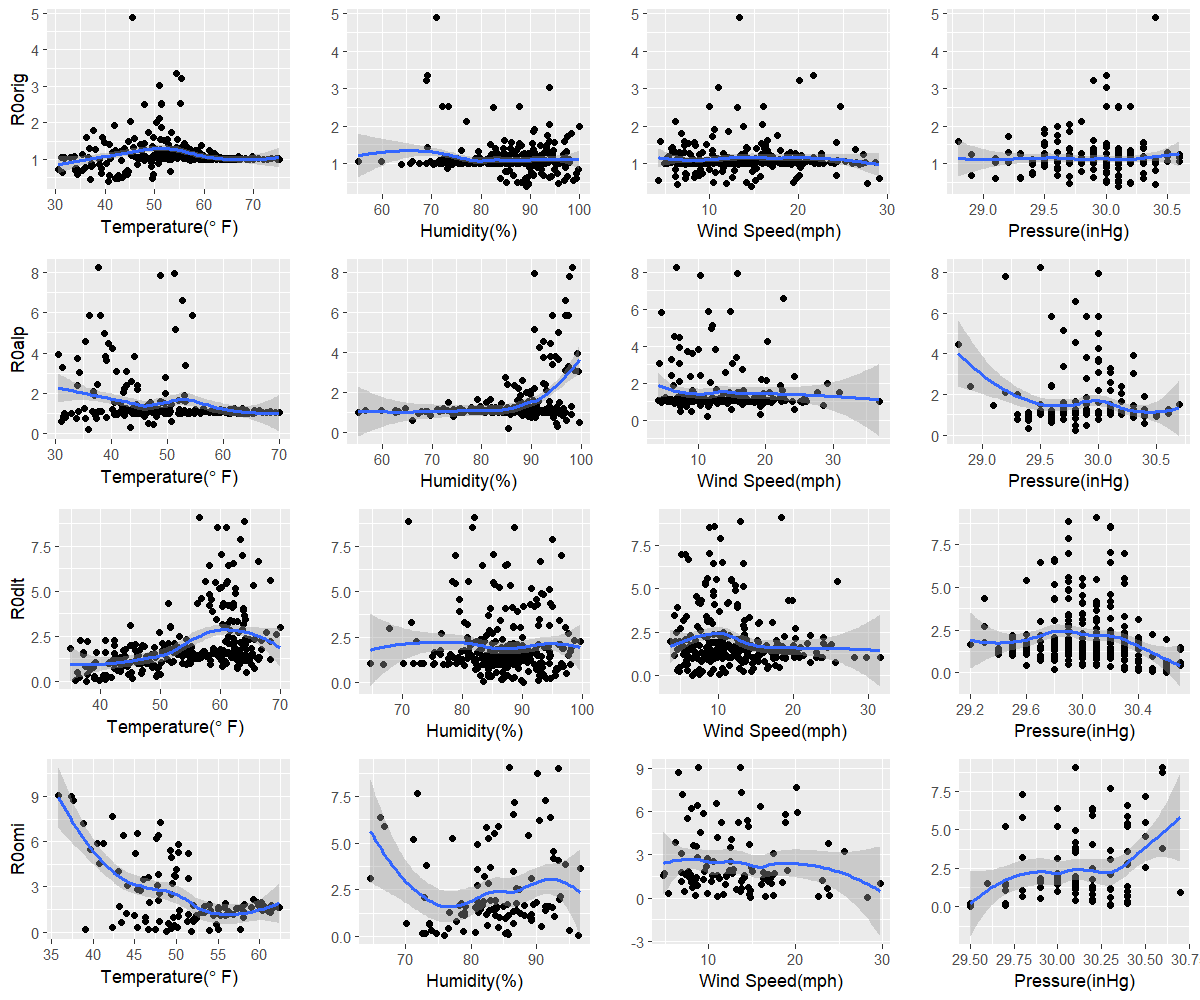 5 5 5 5
4 4 4 4
3 3 3 3
2 2 2 2
1 1 1 1
R0orig
30 40 50 60 70 60 70 80 90 100 10 20 30 29.0 29.5 30.0 30.5
Temperature(° F) Humidity(%) Wind Speed(mph) Pressure(inHg)
8 8 8 8
6 6 6 6
4 4 4 4
2 2 2 2
0 0 0 0
R0alp
30 40 50 60 70 60 70 80 90 100 10 20 30 29.0 29.5 30.0 30.5
Temperature(° F) Humidity(%) Wind Speed(mph) Pressure(inHg)
7.5 7.5 7.5 7.5
5.0 5.0 5.0 5.0
2.5 2.5 2.5 2.5
0.0 0.0 0.0 0.0
R0dlt
40 50 60 70 70 80 90 100 10 20 30 29.2 29.6 30.0 30.4
Temperature(° F) Humidity(%) Wind Speed(mph) Pressure(inHg)
9 7.5 9 7.5
6 5.0 6 5.0
3 2.5 3 2.5
0 0.0 0 0.0
-3
R0omi
35 40 45 50 55 60 70 80 90 10 20 30 29.50 29.75 30.00 30.25 30.50 30.75
Temperature(° F) Humidity(%) Wind Speed(mph) Pressure(inHg)